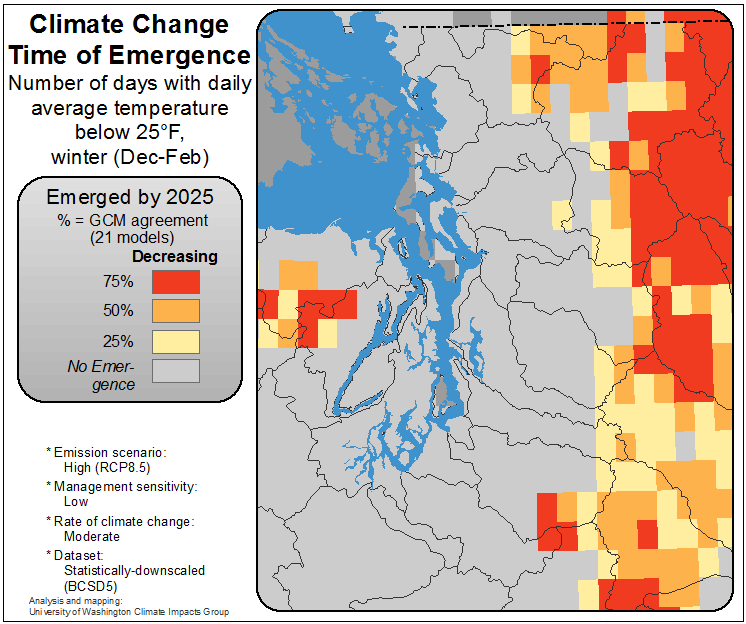 Climate Change
Time of Emergence
Number of days with daily
average temperature
below 25°F,
winter (Dec-Feb)
Emerged by 2025
% = GCM agreement
(21 models)
Decreasing
75%
50%
25%
No Emer-
gence
* Emission scenario:
High (RCP8.5)
* Management sensitivity:
Low
* Rate of climate change:
Moderate
* Dataset:
Statistically-downscaled
(BCSD5)
Analysis and mapping:
University of Washington Climate Impacts Group